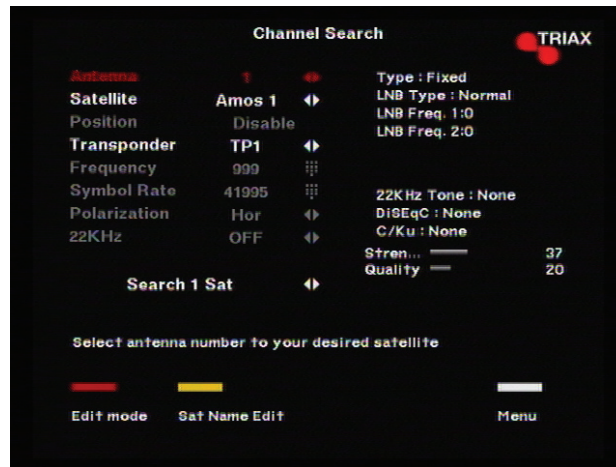 Channel Search
TRIAX
Antenna 1
Satellite Amos 1
Position Disable
Transponder TP1
Frequency 999
Symbol Rate 41995
Polarization Hor
22KHz OFF
Search 1 Sat
Type : Fixed
LNB Type : Normal
LNB Freq. 1:0
LNB Freq. 2:0
22KHz Tone : None
DiSEqC : None
C/Ku : None
Stren... 37
Quality 20
Select antenna number to your desired satellite
Edit mode Sat Name Edit Menu